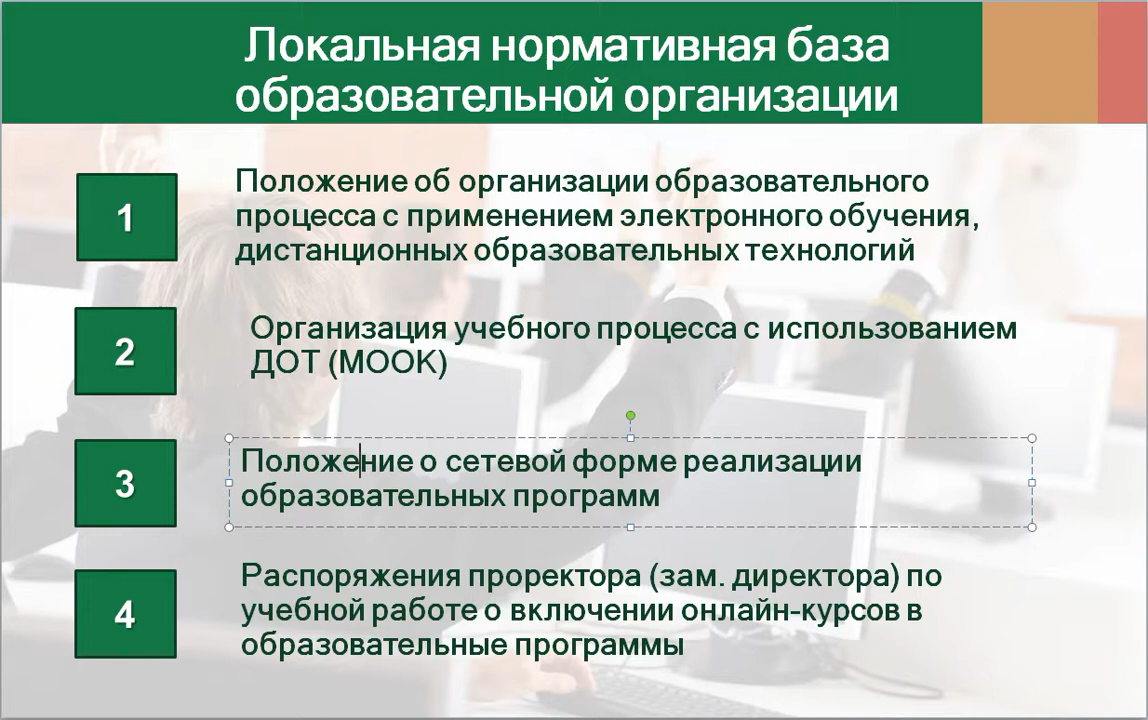 Локальная нормативная база
образовательной организации
1
Положение об организации образовательного
процесса с применением электронного обучения,
дистанционных образовательных технологий
2
Организация учебного процесса с использованием
ДОТ (МООК)
3
Положение о сетевой форме реализации
образовательных программ
4
Распоряжения проректора (зам. директора) по
учебной работе о включении онлайн-курсов в
образовательные программы